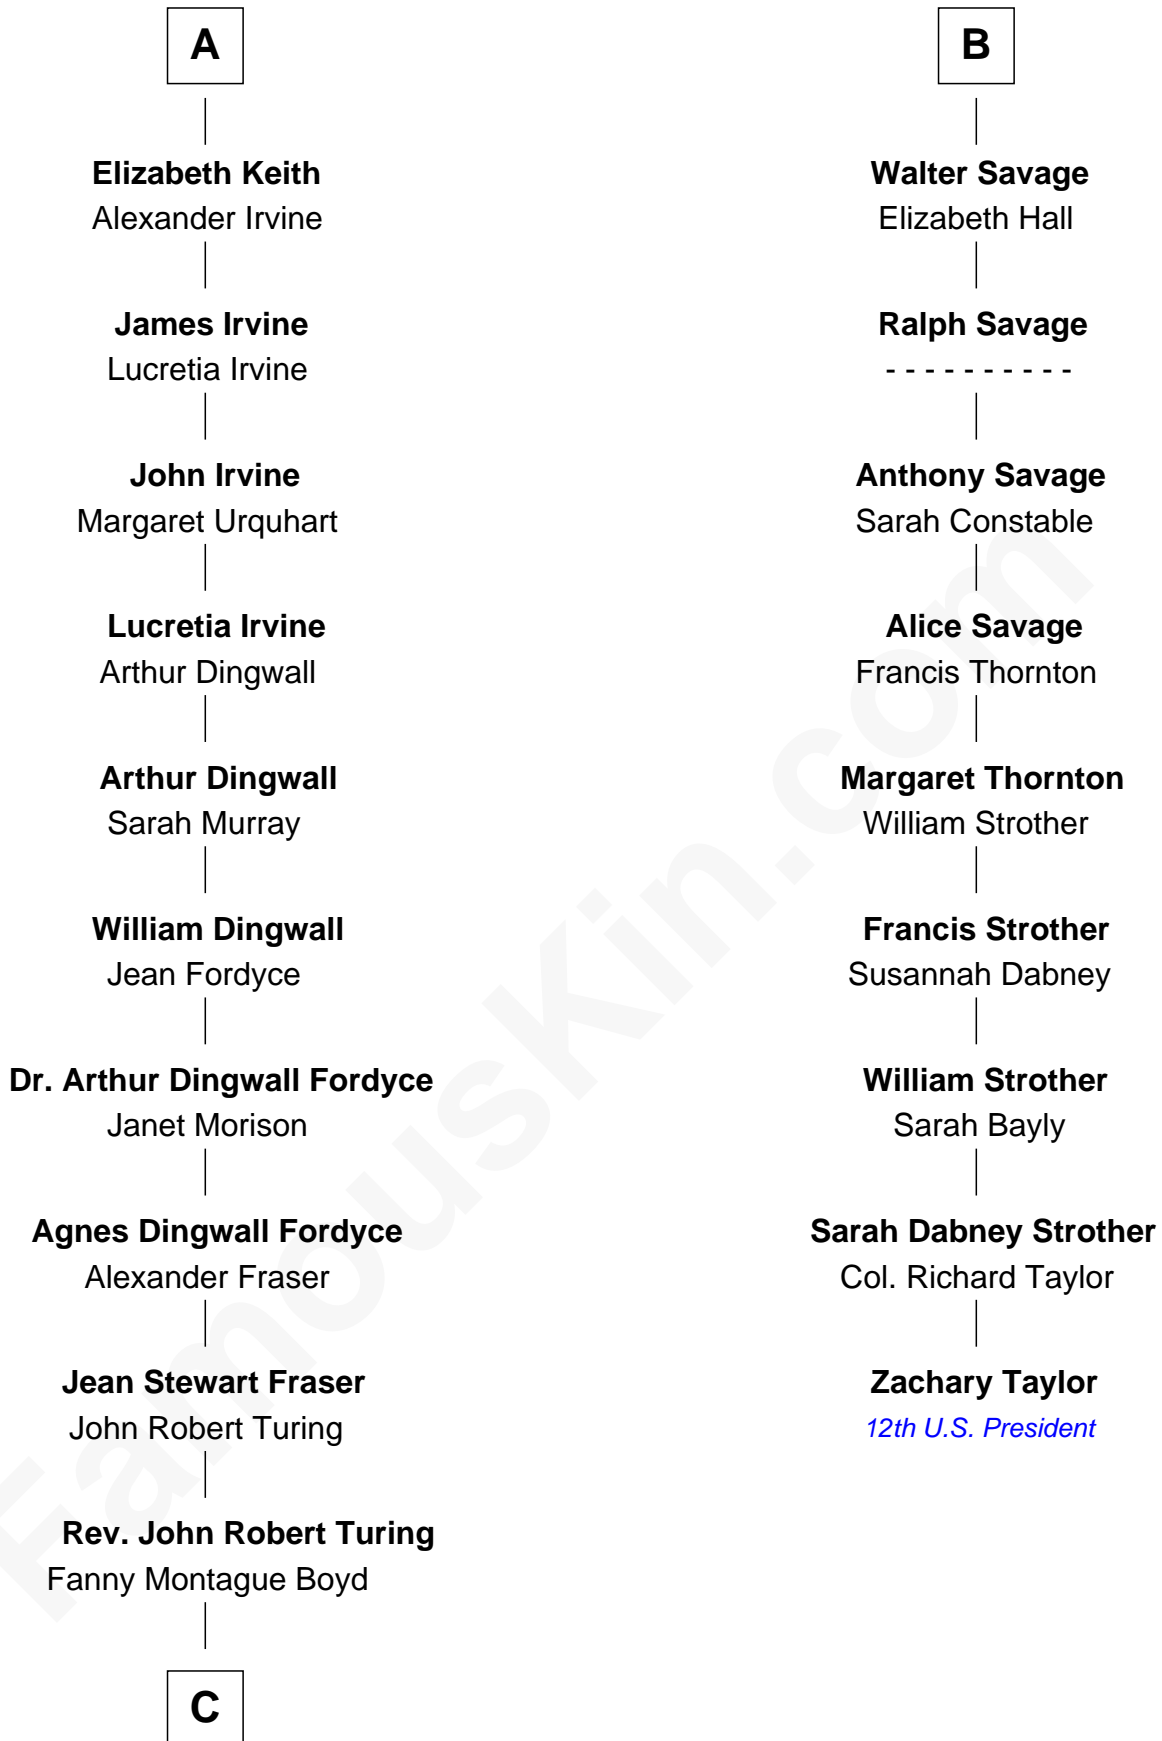 A
Elizabeth Keith
Alexander Irvine
James Irvine
Lucretia Irvine
John Irvine
Margaret Urquhart
Lucretia Irvine
Arthur Dingwall
Arthur Dingwall
Sarah Murray
William Dingwall
Jean Fordyce
Dr. Arthur Dingwall Fordyce
Janet Morison
Agnes Dingwall Fordyce
Alexander Fraser
Jean Stewart Fraser
John Robert Turing
Rev. John Robert Turing
Fanny Montague Boyd
C
B
Walter Savage
Elizabeth Hall
Ralph Savage
- - - - - - - - - -
Anthony Savage
Sarah Constable
Alice Savage
Francis Thornton
Margaret Thornton
William Strother
Francis Strother
Susannah Dabney
William Strother
Sarah Bayly
Sarah Dabney Strother
Col. Richard Taylor
Zachary Taylor
12th U.S. President
FamousKin.com